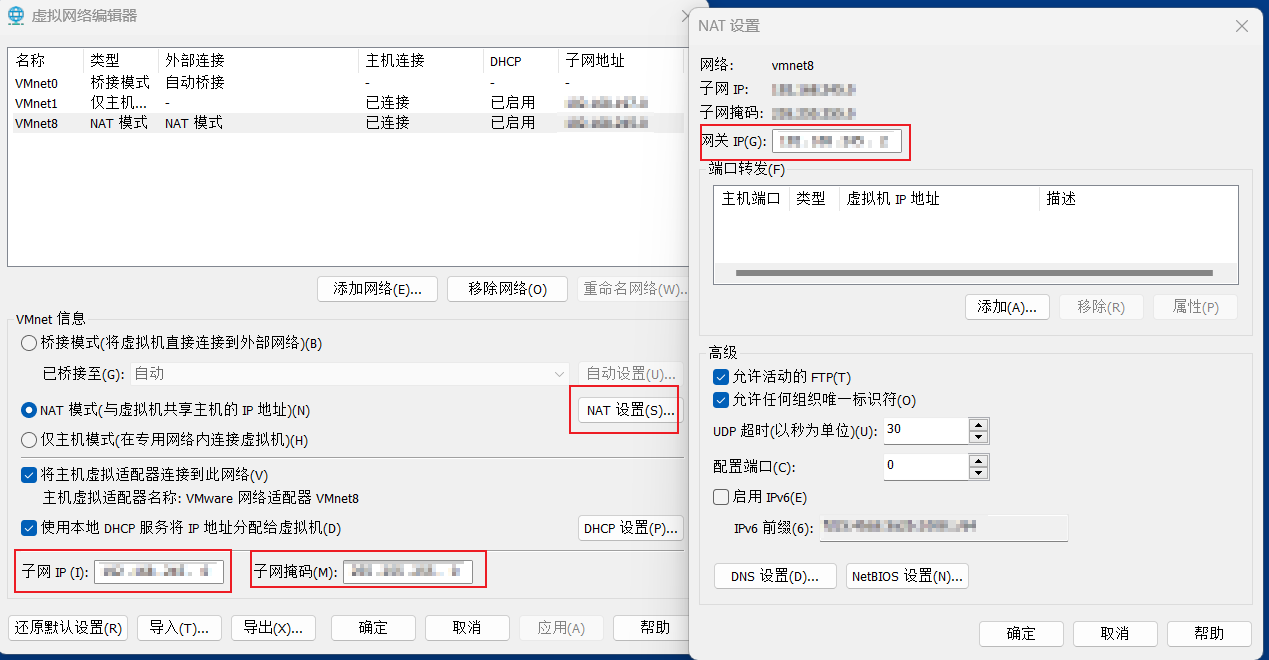 虚拟网络编辑器
名称 类型 外部连接 主机连接 DHCP 子网地址
VMnet0 桥接模式 自动桥接 - - -
VMnet1 仅主机... - 已连接 已启用
VMnet8 NAT 模式 NAT 模式 已连接 已启用
添加网络(E)... 移除网络(O) 重命名网络(W)...
VMnet 信息
桥接模式(将虚拟机直接连接到外部网络)(B)
已桥接至(G): 自动 自动设置(U)...
NAT 模式(与虚拟机共享主机的 IP 地址)(N) NAT 设置(S)...
仅主机模式(在专用网络内连接虚拟机)(H)
将主机虚拟适配器连接到此网络(V)
主机虚拟适配器名称: VMware 网络适配器 VMnet8
使用本地 DHCP 服务将 IP 地址分配给虚拟机(D) DHCP 设置(P)...
子网 IP (I): 子网掩码(M):
还原默认设置(R) 导入(T)... 导出(X)... 确定 取消 应用(A) 帮助
NAT 设置
网络: vmnet8
子网 IP:
子网掩码:
网关 IP(G):
端口转发(F)
主机端口 类型 虚拟机 IP 地址 描述
添加(A)... 移除(R) 属性(P)
高级
允许活动的 FTP(T)
允许任何组织唯一标识符(O)
UDP 超时(以秒为单位)(U): 30
配置端口(C): 0
启用 IPv6(E)
IPv6 前缀(6):
DNS 设置(D)... NetBIOS 设置(N)...
确定 取消 帮助